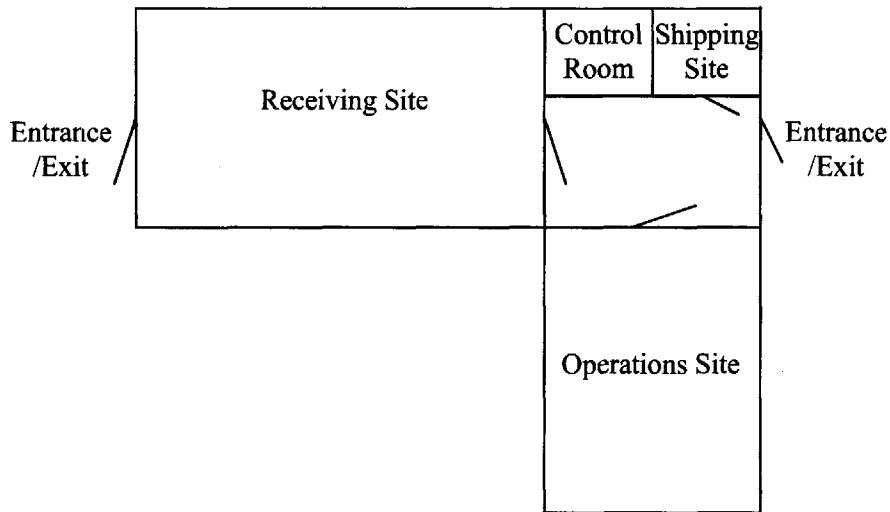 Control
Room
Shipping
Site
Receiving Site
Entrance
/Exit
Entrance
/Exit
Operations Site